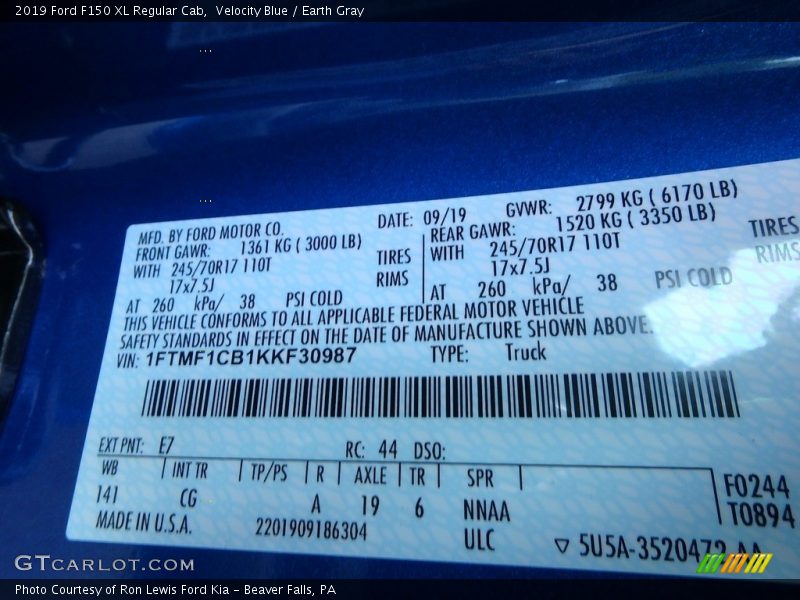 2019 Ford F150 XL Regular Cab, Velocity Blue / Earth Gray
MFD. BY FORD MOTOR CO. DATE: 09/19 GVWR: 2799 KG ( 6170 LB)
FRONT GAWR: 1361 KG ( 3000 LB) REAR GAWR: 1520 KG ( 3350 LB)
WITH 245/70R17 110T TIRES WITH 245/70R17 110T TIRES
17x7.5J RIMS 17x7.5J RIMS
AT 260 kPa/ 38 PSI COLD AT 260 kPa/ 38 PSI COLD
THIS VEHICLE CONFORMS TO ALL APPLICABLE FEDERAL MOTOR VEHICLE
SAFETY STANDARDS IN EFFECT ON THE DATE OF MANUFACTURE SHOWN ABOVE.
VIN: 1FTMF1CB1KKF30987 TYPE: Truck
EXT PNT: E7 RC: 44 DSO:
WB INT TR TP/PS R AXLE TR SPR F0244
141 CG A 19 6 NNAA T0894
MADE IN U.S.A. 2201909186304 ULC 5U5A-3520472
GTCARLOT.COM
Photo Courtesy of Ron Lewis Ford Kia - Beaver Falls, PA